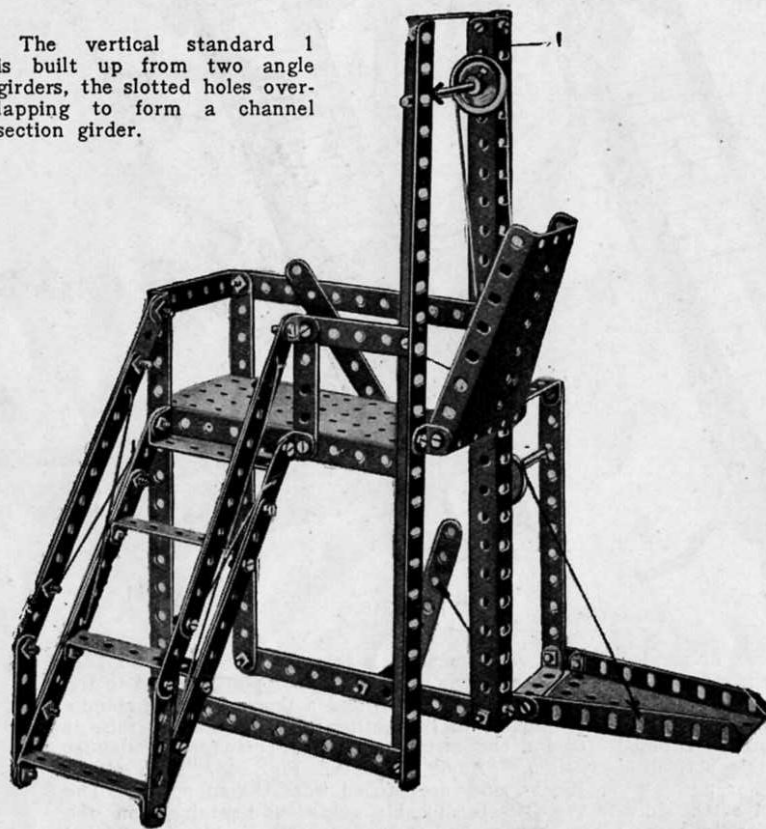 The vertical standard 1
is built up from two angle
girders, the slotted holes over-
lapping to form a channel
section girder.
1